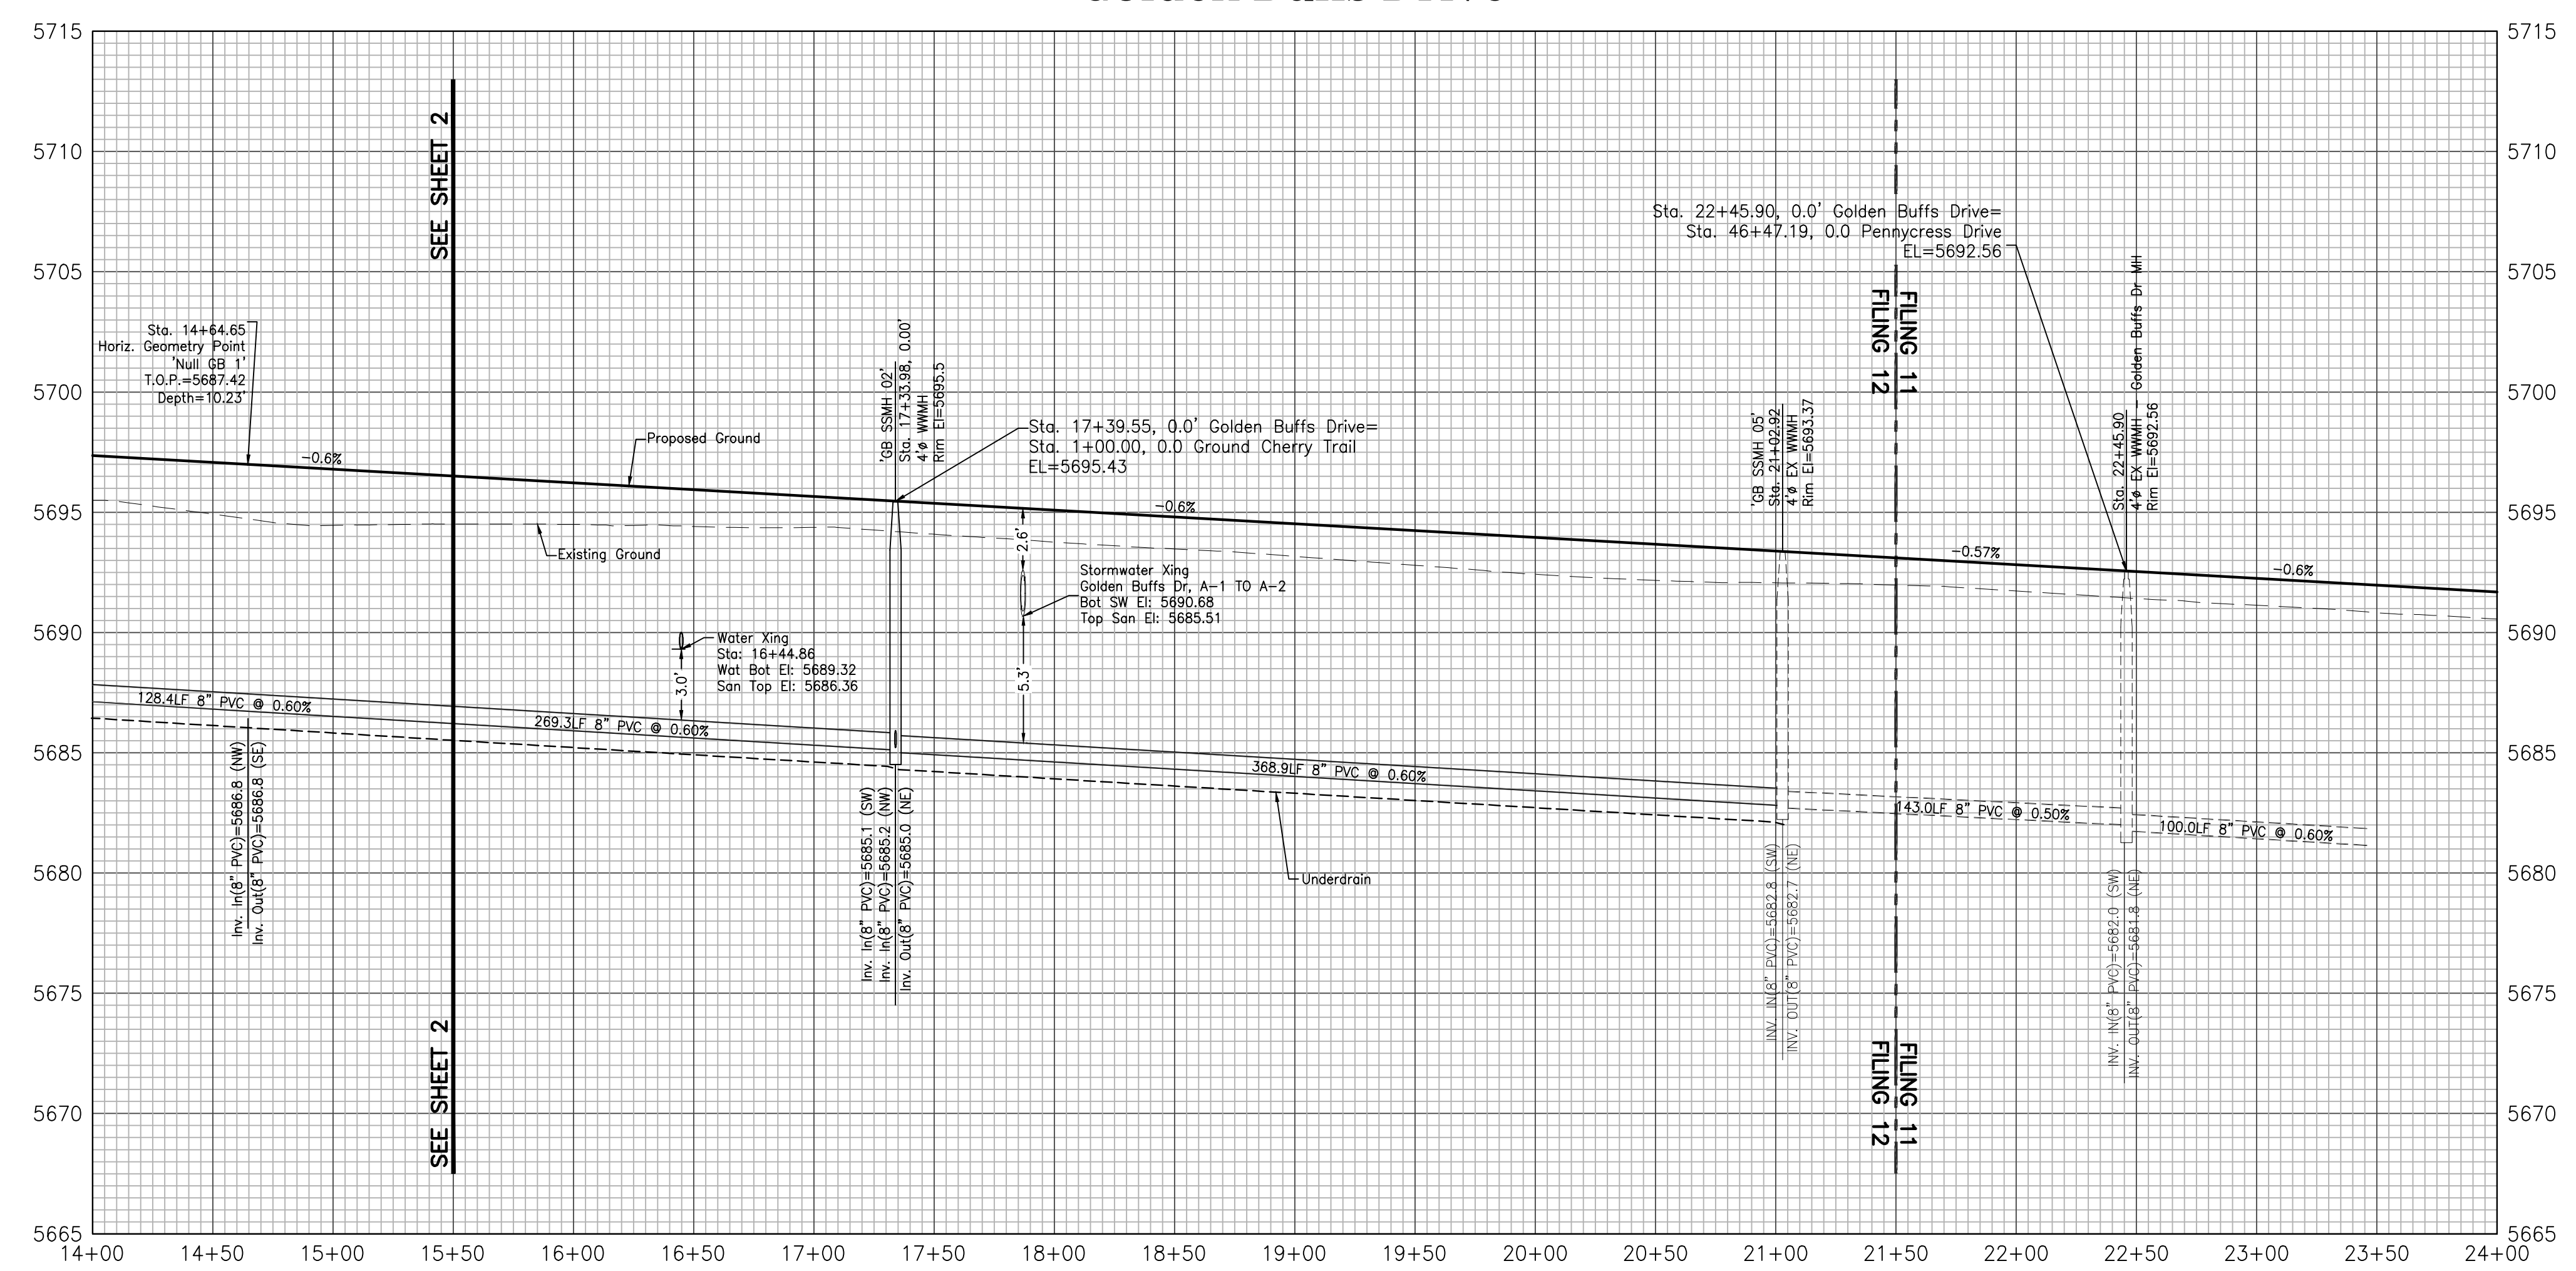 5715
5715
5710
5710
5705
5705
5700
5700
5695
5695
5690
5690
5685
5685
5680
5680
5675
5675
5670
5670
5665
5665
SEE SHEET 2
Sta. 14+64.65
Horiz. Geometry Point
'Null GB 1'
T.O.P.=5687.42
Depth=10.23'
-0.6%
Proposed Ground
Existing Ground
'GB SSMH 02'
Sta. 17+33.98, 0.00'
4'ø WWMH
Rim El=5695.5
Sta. 17+39.55, 0.0' Golden Buffs Drive=
Sta. 1+00.00, 0.0 Ground Cherry Trail
EL=5695.43
-0.6%
2.6'
Stormwater Xing
Golden Buffs Dr, A-1 TO A-2
Bot SW El: 5690.68
Top San El: 5685.51
5.3'
Water Xing
Sta: 16+44.86
Wat Bot El: 5689.32
San Top El: 5686.36
3.0'
Sta. 22+45.90, 0.0' Golden Buffs Drive=
Sta. 46+47.19, 0.0 Pennycress Drive
EL=5692.56
FILING 12
FILING 11
'GB SSMH 05'
Sta. 21+02.92
4'ø EX WWMH
Rim El=5693.37
Sta. 22+45.90
4'ø EX WWMH - Golden Buffs Dr MH
Rim El=5692.56
-0.57%
-0.6%
128.4LF 8" PVC @ 0.60%
269.3LF 8" PVC @ 0.60%
368.9LF 8" PVC @ 0.60%
143.0LF 8" PVC @ 0.50%
100.0LF 8" PVC @ 0.60%
Underdrain
Inv. In(8" PVC)=5686.8 (NW)
Inv. Out(8" PVC)=5686.8 (SE)
Inv. In(8" PVC)=5685.1 (SW)
Inv. In(8" PVC)=5685.2 (NW)
Inv. Out(8" PVC)=5685.0 (NE)
INV. IN(8" PVC)=5682.8 (SW)
INV. OUT(8" PVC)=5682.7 (NE)
INV. IN(8" PVC)=5682.0 (SW)
INV. OUT(8" PVC)=5681.8 (NE)
SEE SHEET 2
FILING 12
FILING 11
14+00 14+50 15+00 15+50 16+00 16+50 17+00 17+50 18+00 18+50 19+00 19+50 20+00 20+50 21+00 21+50 22+00 22+50 23+00 23+50 24+00